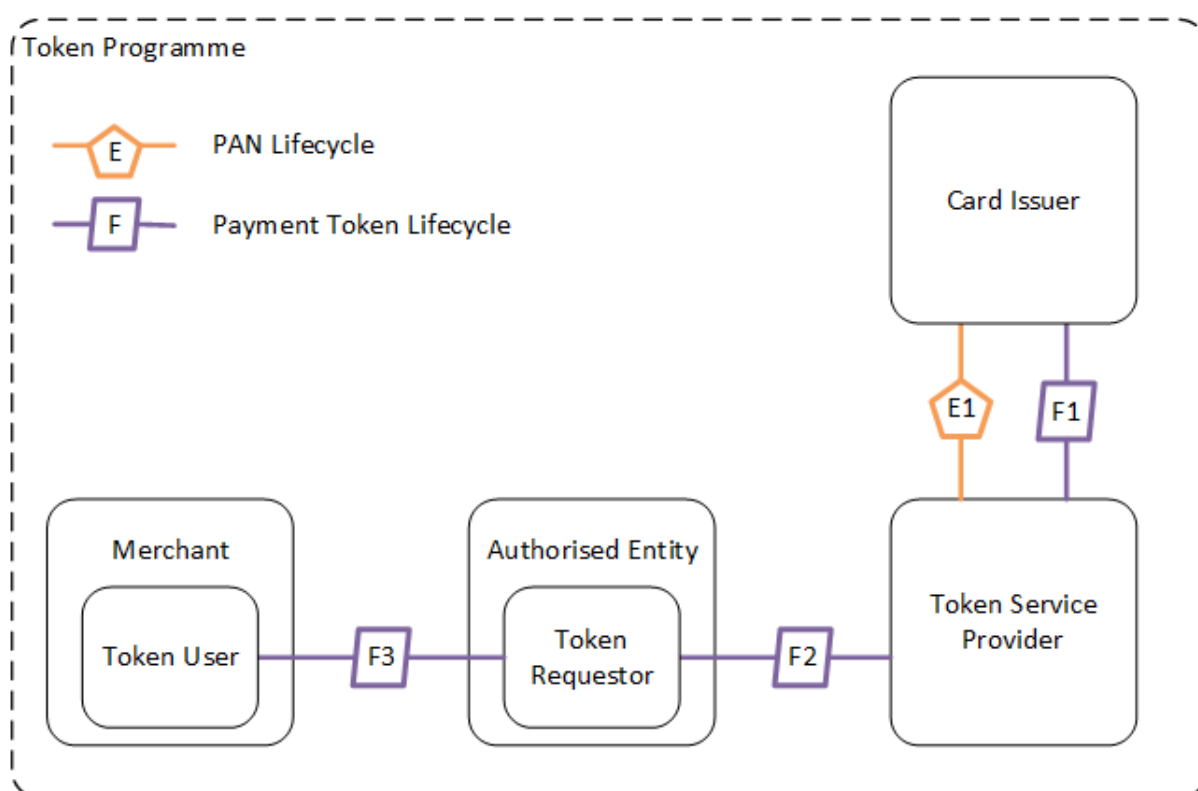 Token Programme
E
PAN Lifecycle
F
Payment Token Lifecycle
Card Issuer
E1
F1
Merchant
Token User
F3
Authorised Entity
Token
Requestor
F2
Token Service
Provider